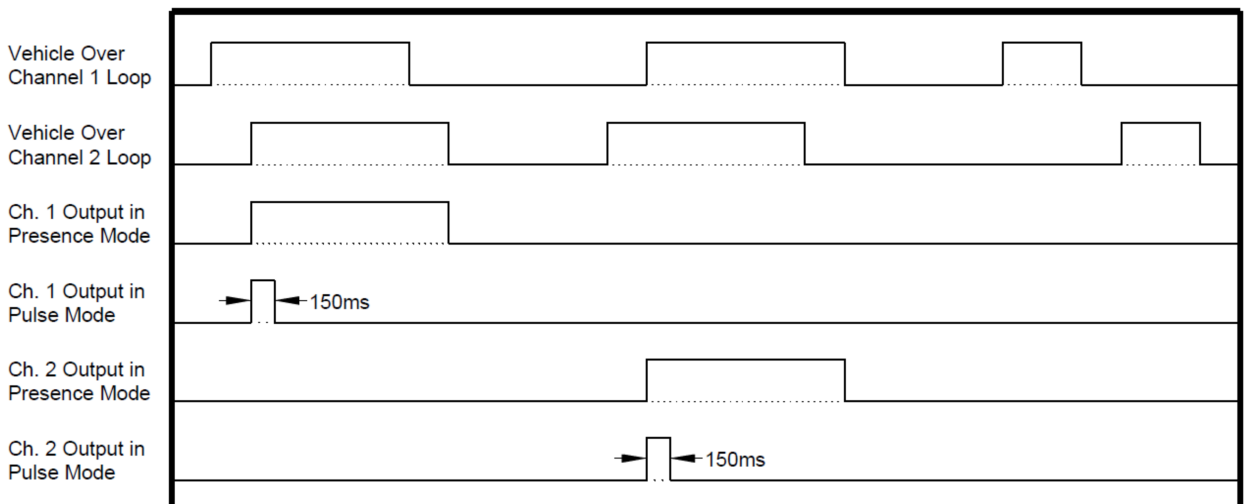 Vehicle Over
Channel 1 Loop
Vehicle Over
Channel 2 Loop
Ch. 1 Output in
Presence Mode
Ch. 1 Output in
Pulse Mode
150ms
Ch. 2 Output in
Presence Mode
Ch. 2 Output in
Pulse Mode
150ms